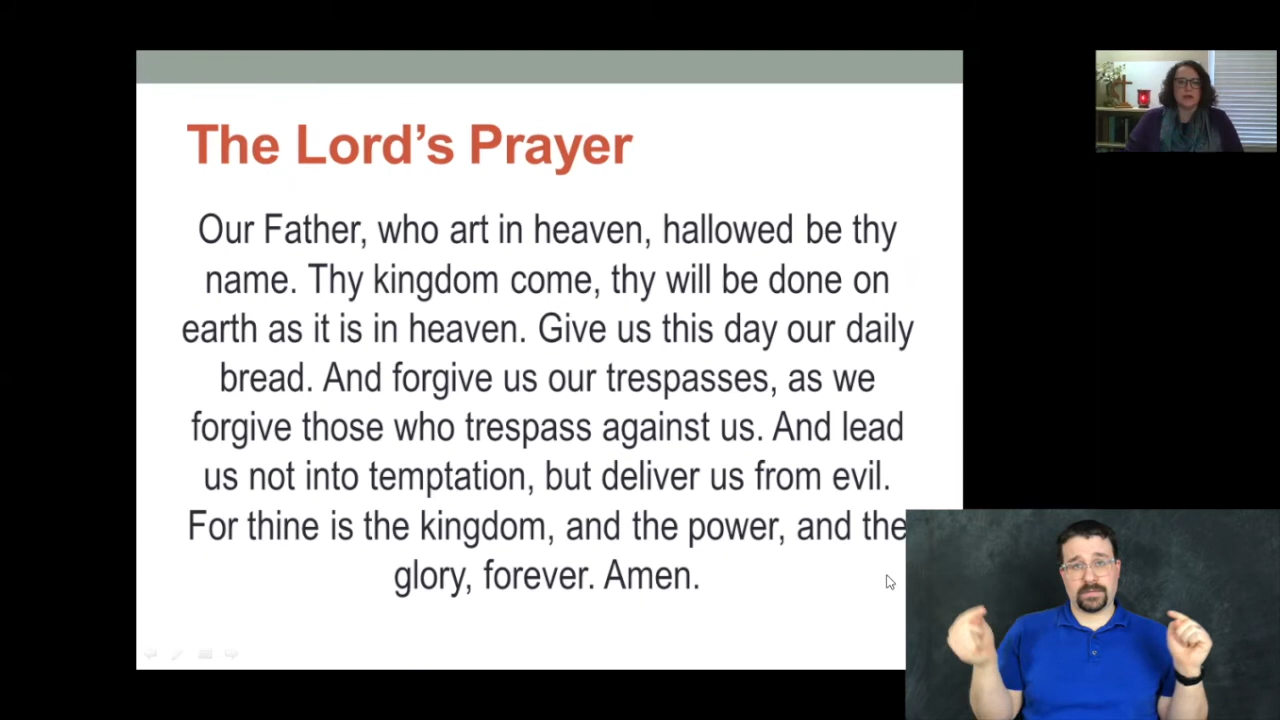 The Lord’s Prayer
Our Father, who art in heaven, hallowed be thy
name. Thy kingdom come, thy will be done on
earth as it is in heaven. Give us this day our daily
bread. And forgive us our trespasses, as we
forgive those who trespass against us. And lead
us not into temptation, but deliver us from evil.
For thine is the kingdom, and the power, and the
glory, forever. Amen.